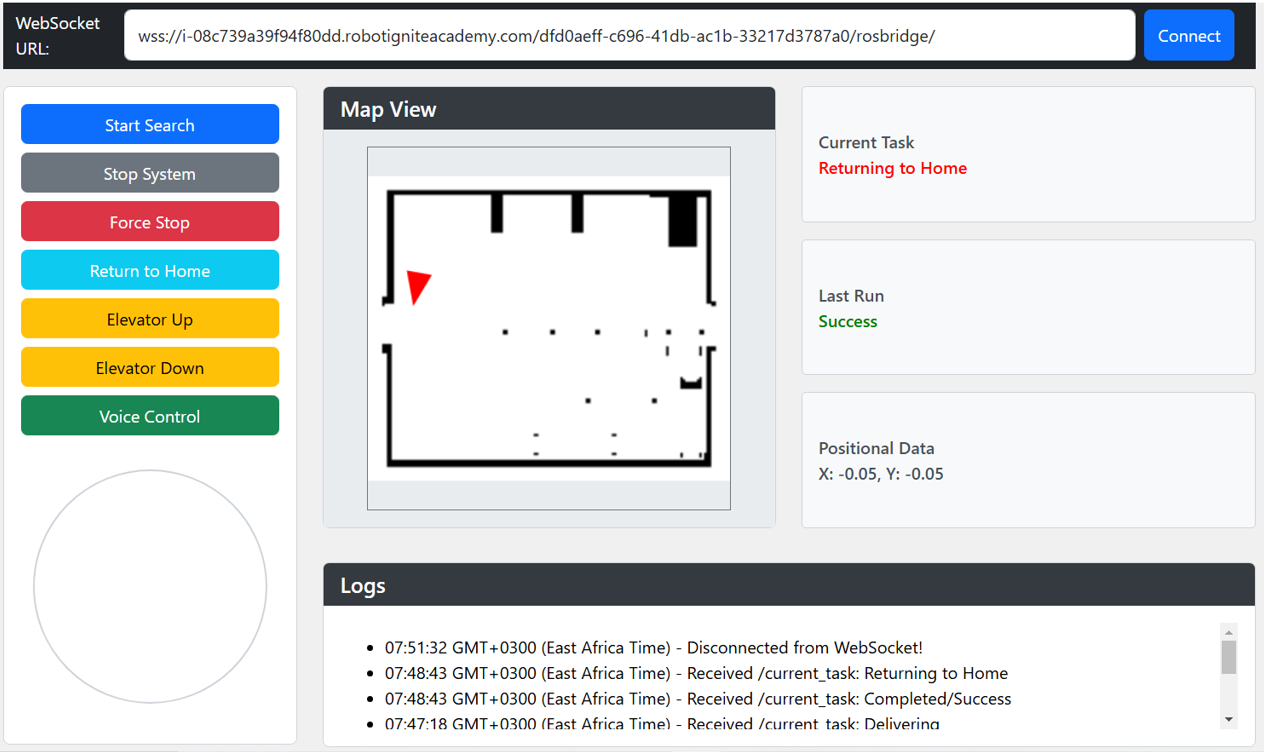 WebSocket
URL:
wss://i-08c739a39f94f80dd.robotigniteacademy.com/dfd0aeff-c696-41db-ac1b-33217d3787a0/rosbridge/
Connect
Start Search
Stop System
Force Stop
Return to Home
Elevator Up
Elevator Down
Voice Control
Map View
Current Task
Returning to Home
Last Run
Success
Positional Data
X: -0.05, Y: -0.05
Logs
07:51:32 GMT+0300 (East Africa Time) - Disconnected from WebSocket!
07:48:43 GMT+0300 (East Africa Time) - Received /current_task: Returning to Home
07:48:43 GMT+0300 (East Africa Time) - Received /current_task: Completed/Success
07:47:18 GMT+0300 (East Africa Time) - Received /current_task: Delivering